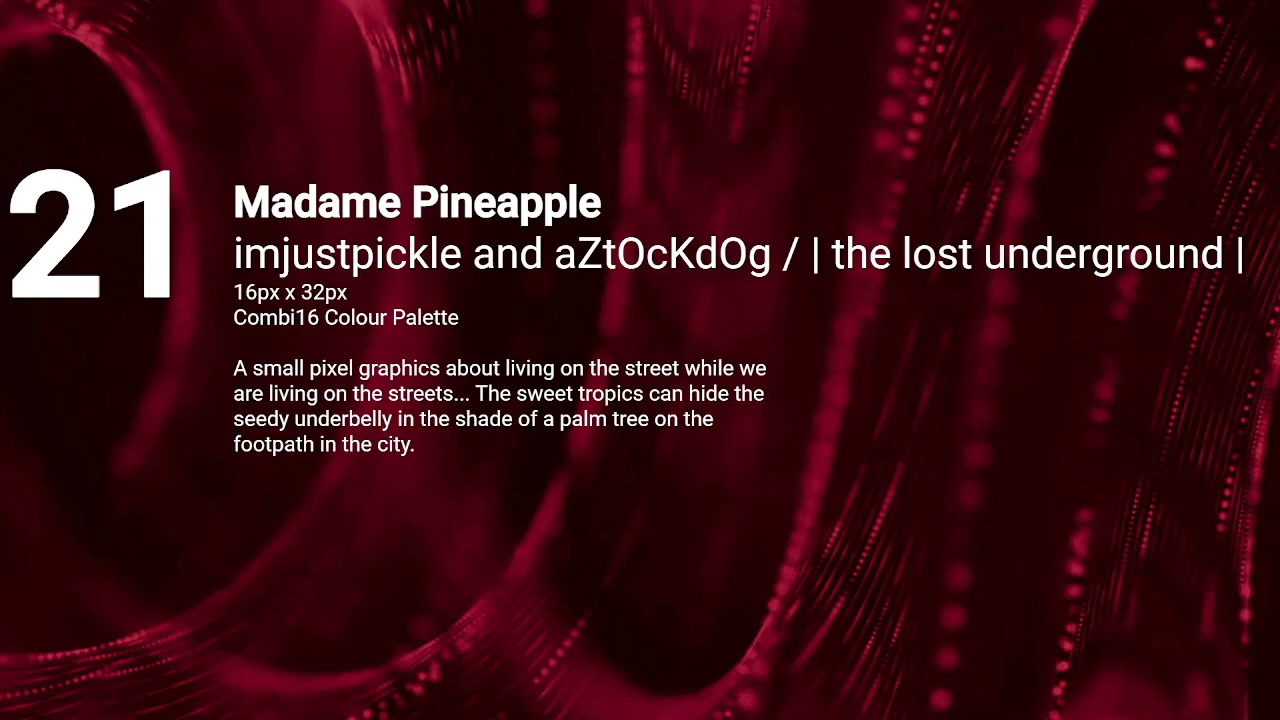 21
Madame Pineapple
imjustpickle and aZtOcKdOg / | the lost underground |
16px x 32px
Combi16 Colour Palette
A small pixel graphics about living on the street while we
are living on the streets... The sweet tropics can hide the
seedy underbelly in the shade of a palm tree on the
footpath in the city.